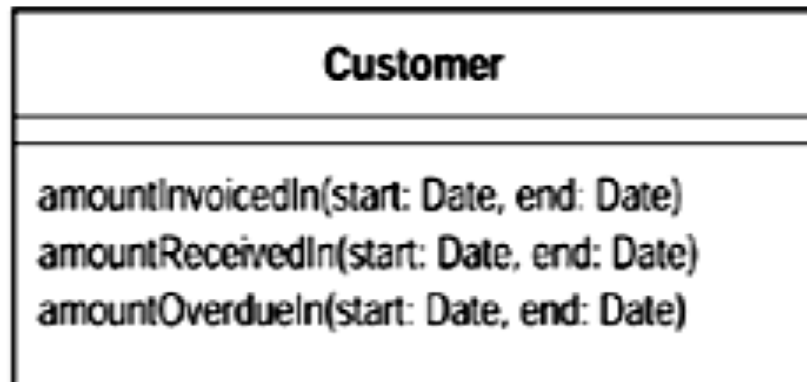 Customer
amountInvoicedIn(start: Date, end: Date)
amountReceivedIn(start: Date, end: Date)
amountOverdueIn(start: Date, end: Date)